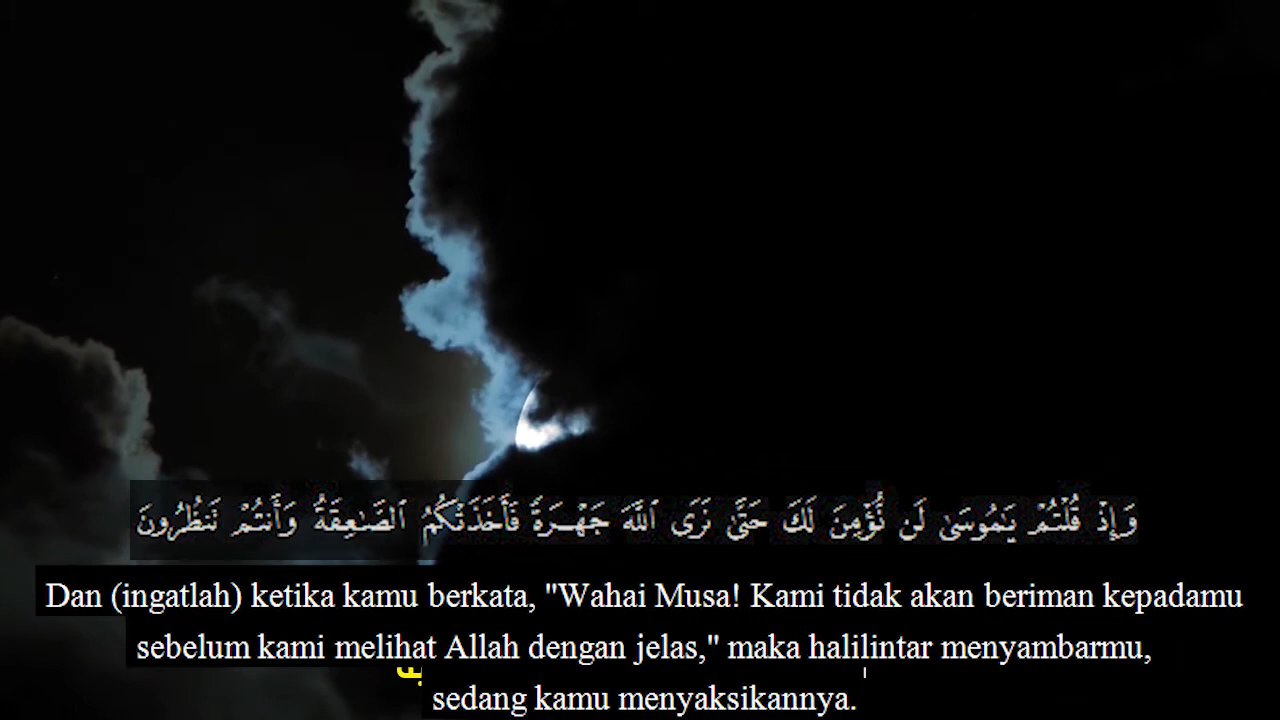 وَإِذْ قُلْتُمْ يَـٰمُوسَىٰ لَن نُّؤْمِنَ لَكَ حَتَّىٰ نَرَى ٱللَّهَ جَهْـرَةً فَأَخَذَتْكُمُ ٱلصَّـٰعِقَةُ وَأَنتُمْ تَنظُرُونَ
Dan (ingatlah) ketika kamu berkata, "Wahai Musa! Kami tidak akan beriman kepadamu
sebelum kami melihat Allah dengan jelas," maka halilintar menyambarmu,
sedang kamu menyaksikannya.